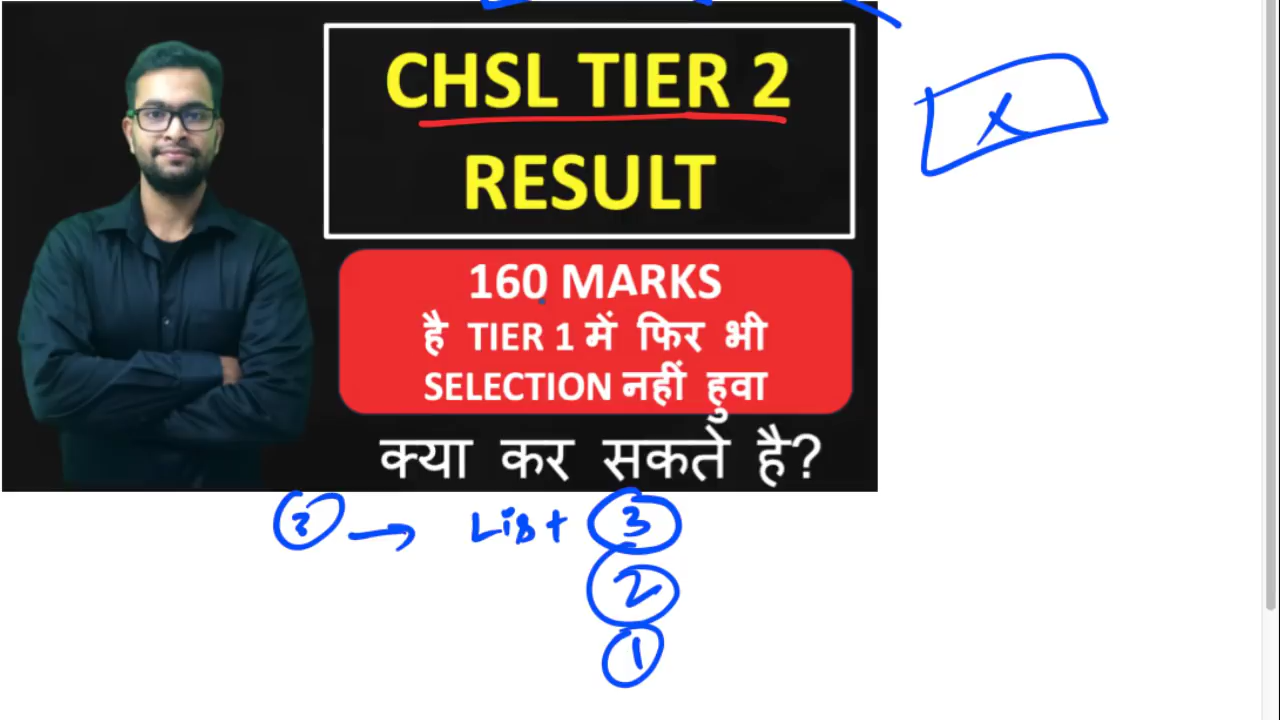 CHSL TIER 2
RESULT
160 MARKS
है TIER 1 में फिर भी
SELECTION नहीं हुवा
क्या कर सकते है?
List 3
2
1
X